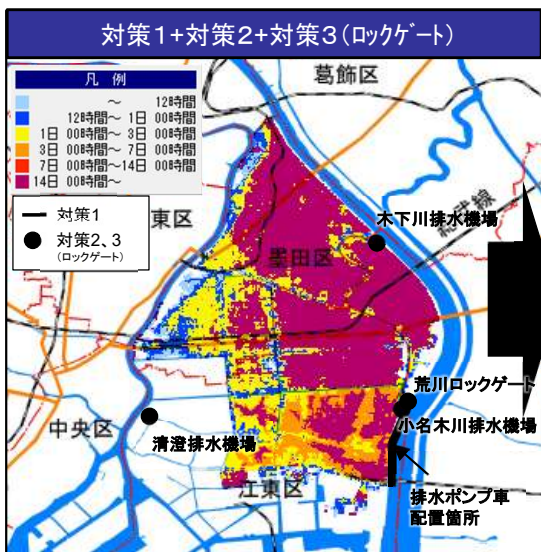 対策1+対策2+対策3(ロックゲート)
葛飾区
凡 例
～ 12時間
12時間～ 1日 00時間
1日 00時間～ 3日 00時間
3日 00時間～ 7日 00時間
7日 00時間～14日 00時間
14日 00時間～
対策1
対策2、3
(ロックゲート)
東区
総武線
木下川排水機場
墨田区
荒川ロックゲート
小名木川排水機場
中央区
清澄排水機場
江東区
排水ポンプ車
配置箇所